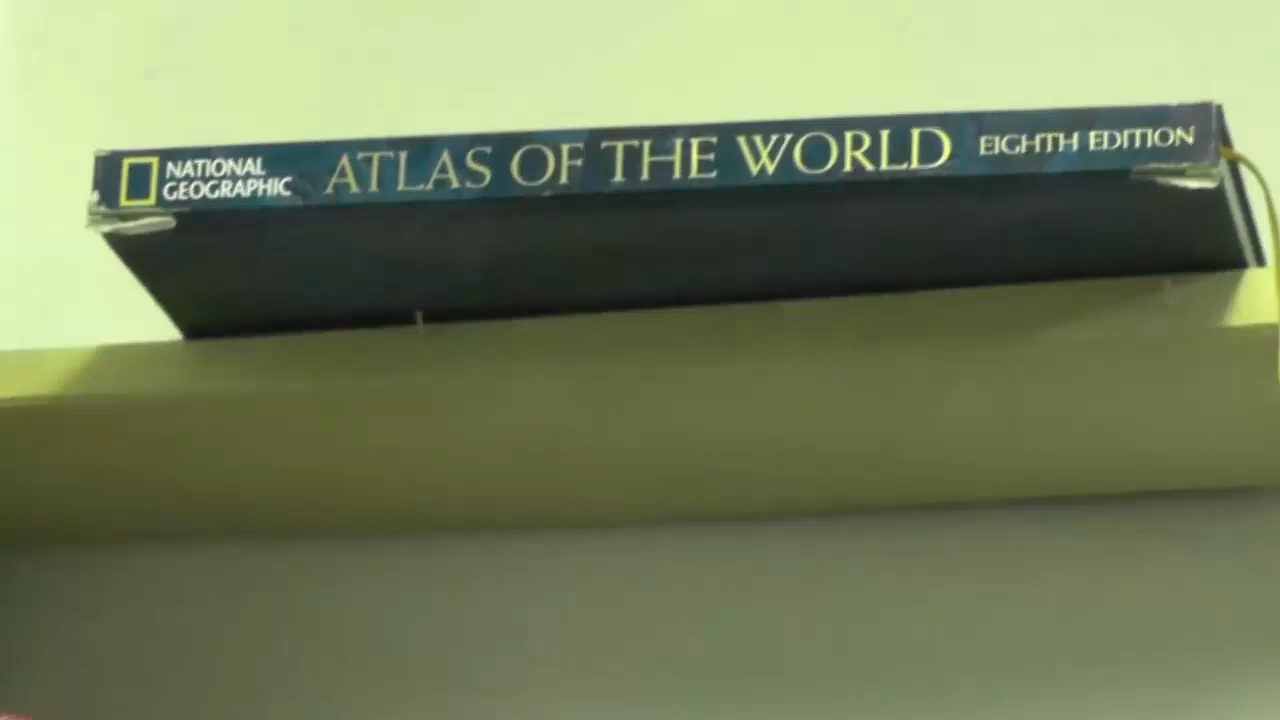 NATIONAL
GEOGRAPHIC
ATLAS OF THE WORLD
EIGHTH EDITION